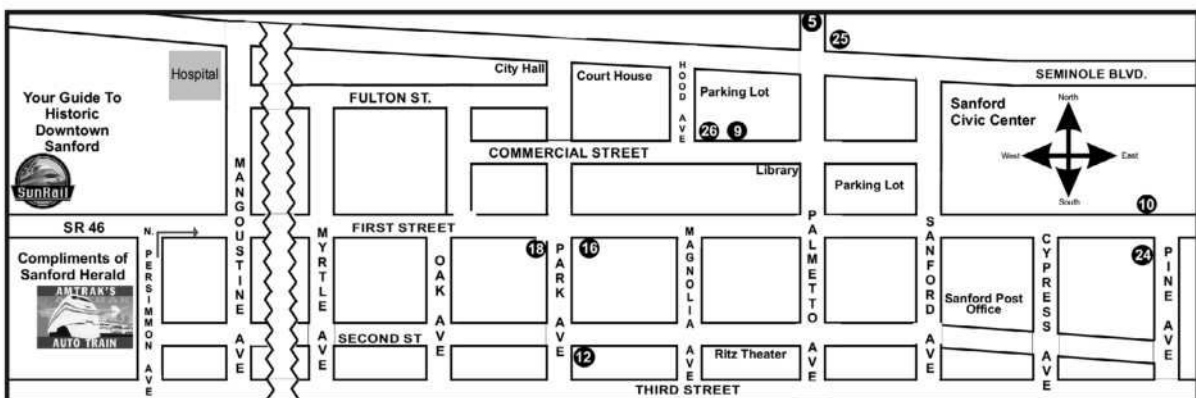 5
25
City Hall
Court House
HOOD AVE
Parking Lot
26 9
SEMINOLE BLVD.
Hospital
Your Guide To
Historic
Downtown
Sanford
SunRail
FULTON ST.
COMMERCIAL STREET
Sanford
Civic Center
North
West
East
South
Library
Parking Lot
10
SR 46
N. PERSIMMON AVE
MANGOUSTINE AVE
FIRST STREET
MYRTLE AVE
OAK AVE
18
PARK AVE
16
MAGNOLIA AVE
PALMETTO AVE
SANFORD AVE
CYPRESS AVE
24
PINE AVE
Compliments of
Sanford Herald
AMTRAK'S
AUTO TRAIN
Sanford Post
Office
SECOND ST
12
Ritz Theater
THIRD STREET